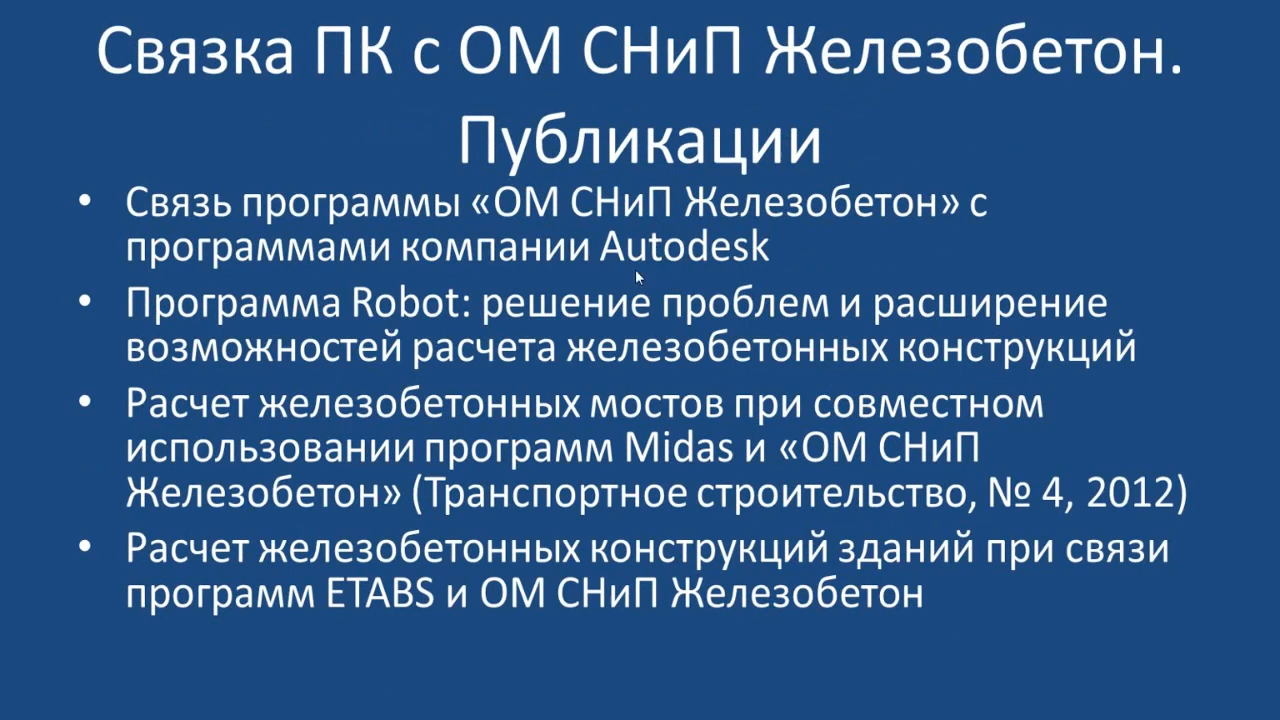 Связка ПК с ОМ СНиП Железобетон.
Публикации
• Связь программы «ОМ СНиП Железобетон» с
программами компании Autodesk
• Программа Robot: решение проблем и расширение
возможностей расчета железобетонных конструкций
• Расчет железобетонных мостов при совместном
использовании программ Midas и «ОМ СНиП
Железобетон» (Транспортное строительство, № 4, 2012)
• Расчет железобетонных конструкций зданий при связи
программ ETABS и ОМ СНиП Железобетон